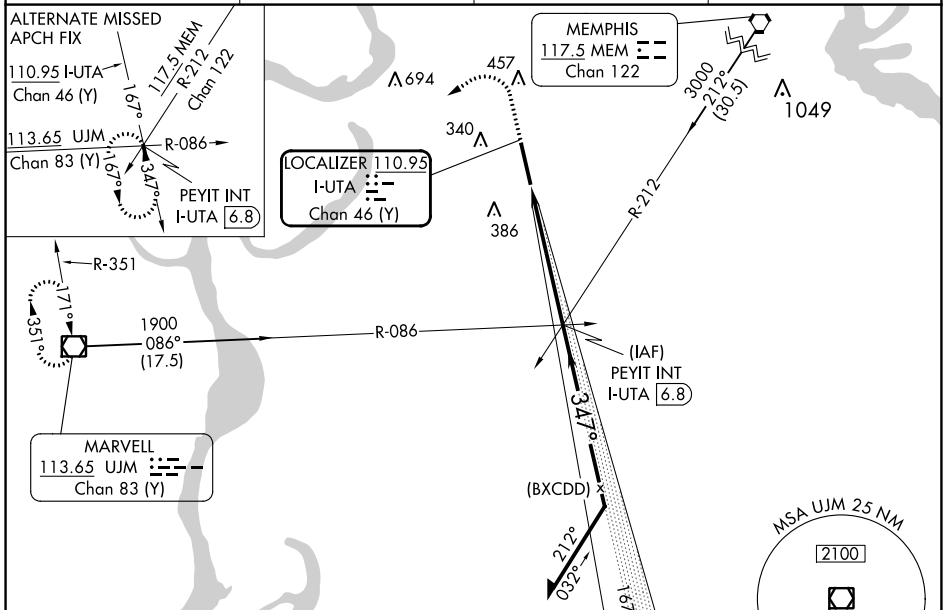 ALTERNATE MISSED
APCH FIX
110.95 I-UTA
Chan 46 (Y)
167°
117.5 MEM
R-212
Chan 122
113.65 UJM
Chan 83 (Y)
R-086
167°
347°
PEYIT INT
I-UTA 6.8
694
457
340
386
MEMPHIS
117.5 MEM
Chan 122
3000
212°
(30.5)
1049
LOCALIZER 110.95
I-UTA
Chan 46 (Y)
R-212
R-351
171°
351°
1900
086°
(17.5)
R-086
(IAF)
PEYIT INT
I-UTA 6.8
347°
MARVELL
113.65 UJM
Chan 83 (Y)
(BXCDD) x
212°
032°
167
MSA UJM 25 NM
2100